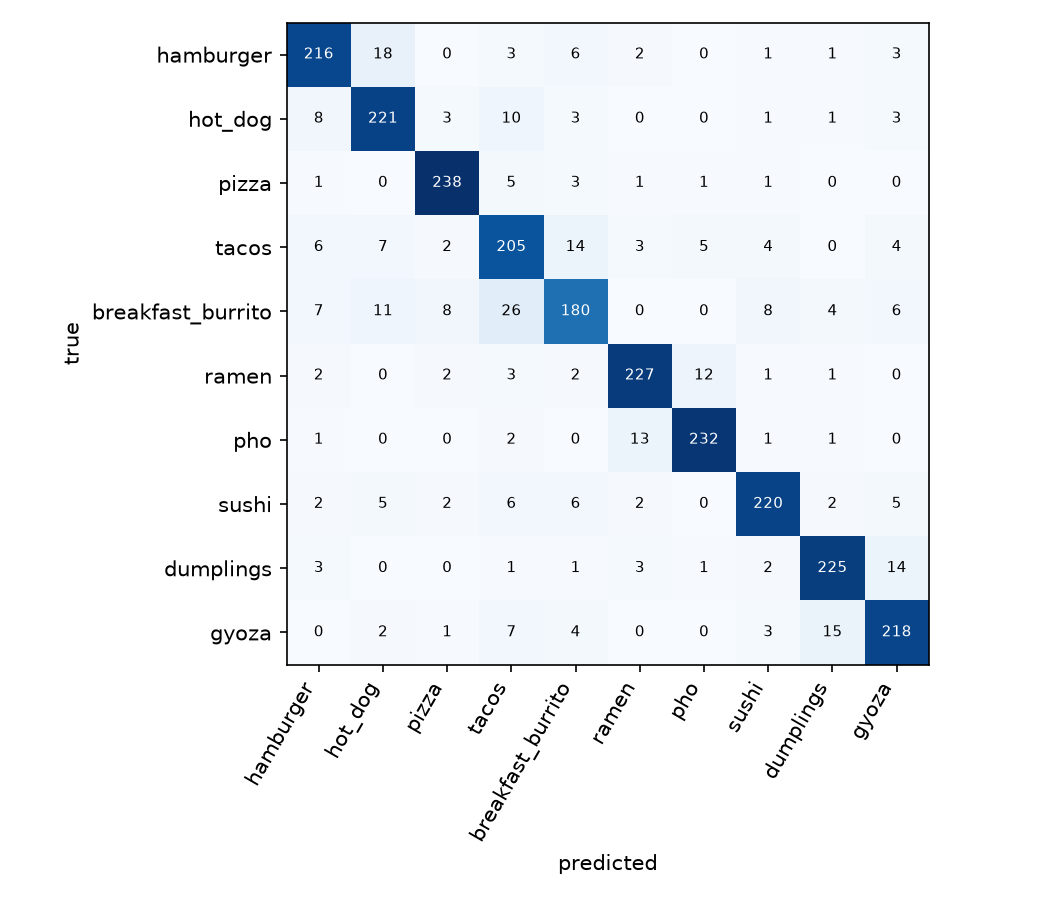 hamburger 216 18 0 3 6 2 0 1 1 3
hot_dog 8 221 3 10 3 0 0 1 1 3
pizza 1 0 238 5 3 1 1 1 0 0
tacos 6 7 2 205 14 3 5 4 0 4
breakfast_burrito 7 11 8 26 180 0 0 8 4 6
ramen 2 0 2 3 2 227 12 1 1 0
pho 1 0 0 2 0 13 232 1 1 0
sushi 2 5 2 6 6 2 0 220 2 5
dumplings 3 0 0 1 1 3 1 2 225 14
gyoza 0 2 1 7 4 0 0 3 15 218
true
hamburger hot_dog pizza tacos breakfast_burrito ramen pho sushi dumplings gyoza
predicted